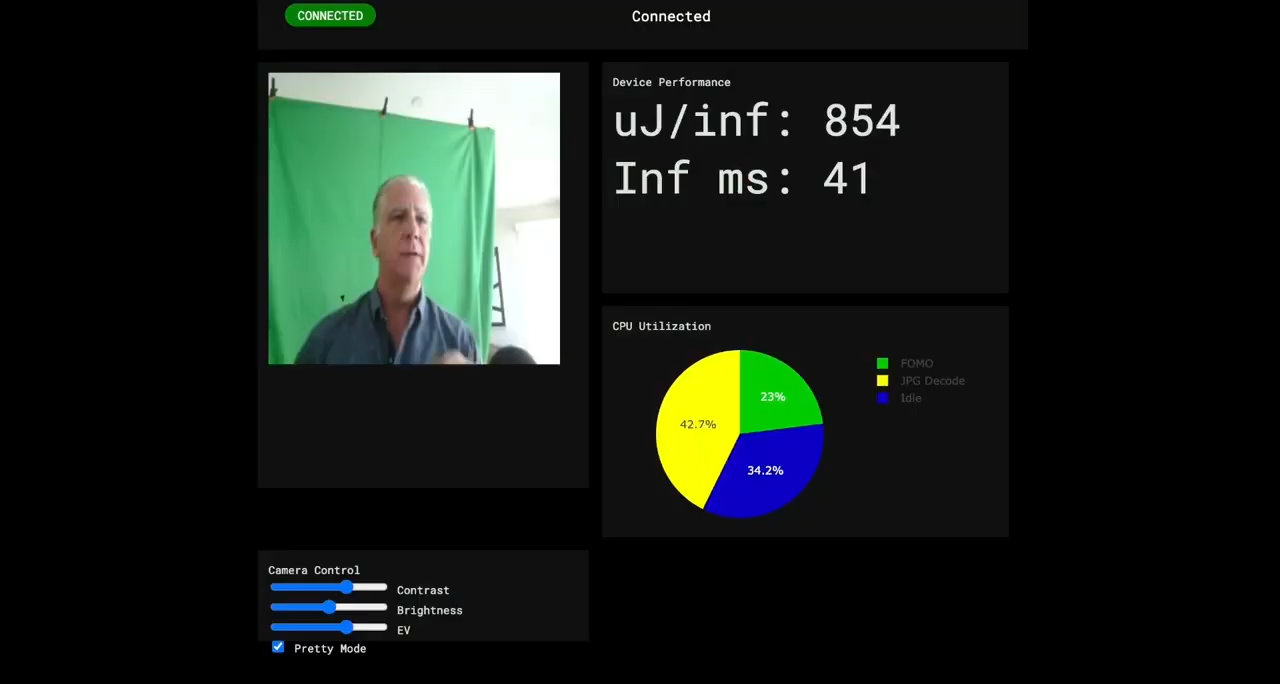 CONNECTED
Connected
Device Performance
uJ/inf: 854
Inf ms: 41
CPU Utilization
FOMO
JPG Decode
Idle
23%
42.7%
34.2%
Camera Control
Contrast
Brightness
EV
Pretty Mode